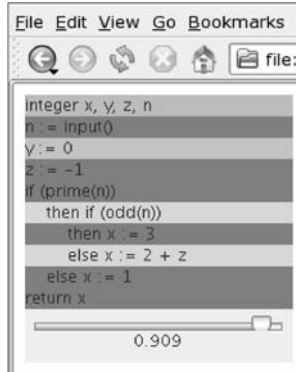 File Edit View Go Bookmarks
file:
integer x, y, z, n
n := input()
y := 0
z := -1
if (prime(n))
then if (odd(n))
then x := 3
else x := 2 + z
else x := 1
return x
0.909